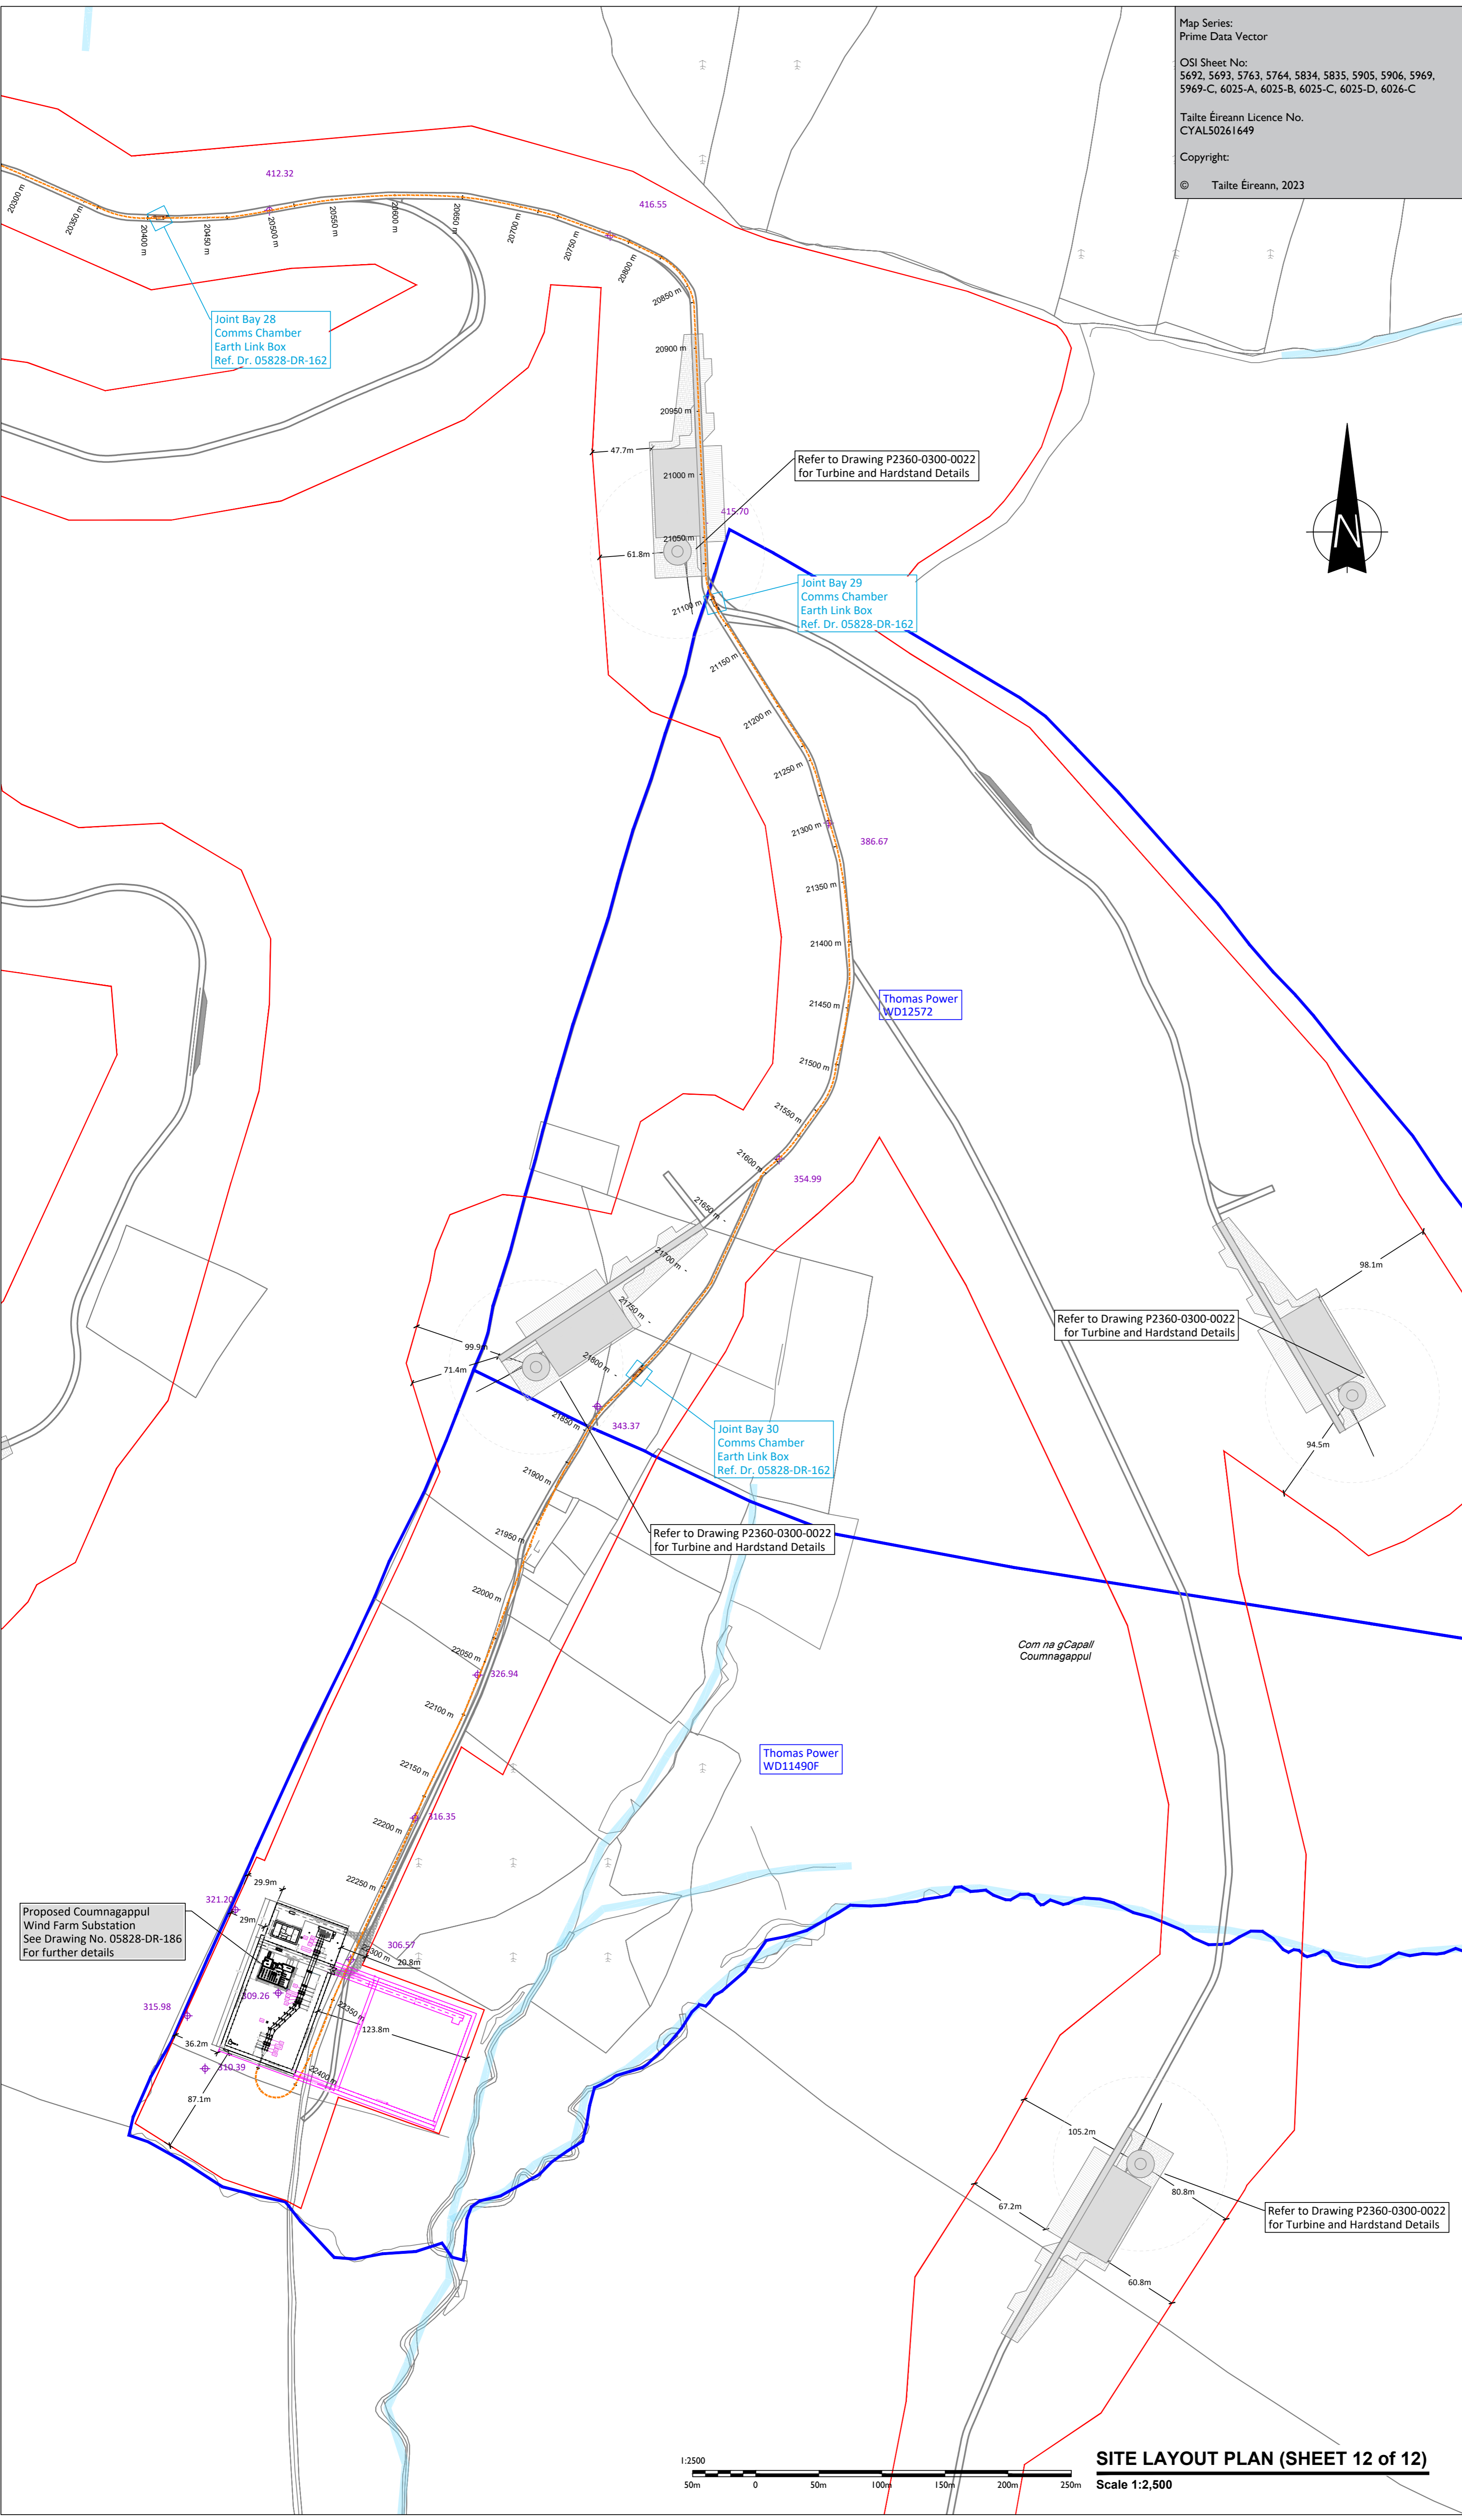 Map Series:
Prime Data Vector
OSI Sheet No:
5692, 5693, 5763, 5764, 5834, 5835, 5905, 5906, 5969,
5969-C, 6025-A, 6025-B, 6025-C, 6025-D, 6026-C
Tailte Éireann Licence No.
CYAL50261649
Copyright:
© Tailte Éireann, 2023
412.32
416.55
20300 m
20350 m
20400 m
20450 m
20500 m
20550 m
20600 m
20650 m
20700 m
20750 m
20800 m
20850 m
Joint Bay 28
Comms Chamber
Earth Link Box
Ref. Dr. 05828-DR-162
20900 m
20950 m
47.7m
Refer to Drawing P2360-0300-0022
for Turbine and Hardstand Details
21000 m
415.70
N
21050 m
61.8m
Joint Bay 29
Comms Chamber
Earth Link Box
Ref. Dr. 05828-DR-162
21100 m
21150 m
21200 m
21250 m
21300 m
386.67
21350 m
21400 m
Thomas Power
WD12572
21450 m
21500 m
21550 m
21600 m
354.99
21650 m
21700 m
98.1m
21750 m
Refer to Drawing P2360-0300-0022
for Turbine and Hardstand Details
99.9m
71.4m
21800 m
21850 m
343.37
Joint Bay 30
Comms Chamber
Earth Link Box
Ref. Dr. 05828-DR-162
94.5m
21900 m
21950 m
Refer to Drawing P2360-0300-0022
for Turbine and Hardstand Details
22000 m
22050 m
326.94
Com na gCapall
Coumnagappul
22100 m
Thomas Power
WD11490F
22150 m
316.35
22200 m
22250 m
29.9m
321.20
29m
Proposed Coumnagappul
Wind Farm Substation
See Drawing No. 05828-DR-186
For further details
306.57
22300 m
20.8m
309.26
315.98
22350 m
123.8m
36.2m
310.39
22400 m
87.1m
105.2m
67.2m
80.8m
Refer to Drawing P2360-0300-0022
for Turbine and Hardstand Details
60.8m
1:2500
50m 0 50m 100m 150m 200m 250m
SITE LAYOUT PLAN (SHEET 12 of 12)
Scale 1:2,500